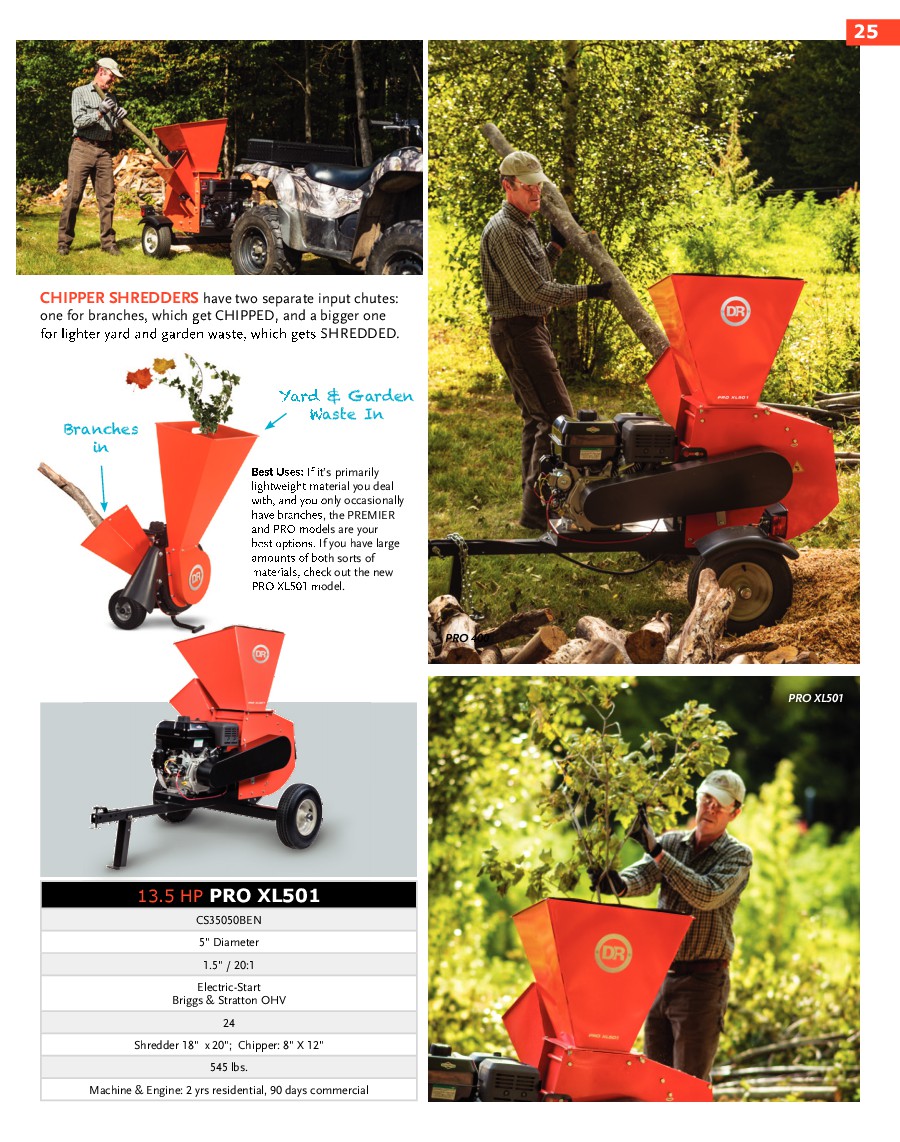 25
CHIPPER SHREDDERS have two separate input chutes:
one for branches, which get CHIPPED, and a bigger one
for lighter yard and garden waste, which gets SHREDDED.
Yard & Garden
Waste In
Branches
in
Best Uses: If it's primarily
lightweight material you deal
with, and you only occasionally
have branches, the PREMIER
and PRO models are your
best options. If you have large
amounts of both sorts of
materials, check out the new
PRO XL501 model.
DR
DR
PRO XL501
DR
PRO XL501
PRO 400
PRO XL501
DR
PRO XL501
13.5 HP PRO XL501
CS35050BEN
5" Diameter
1.5" / 20:1
Electric-Start
Briggs & Stratton OHV
24
Shredder 18" x 20"; Chipper: 8" X 12"
545 lbs.
Machine & Engine: 2 yrs residential, 90 days commercial